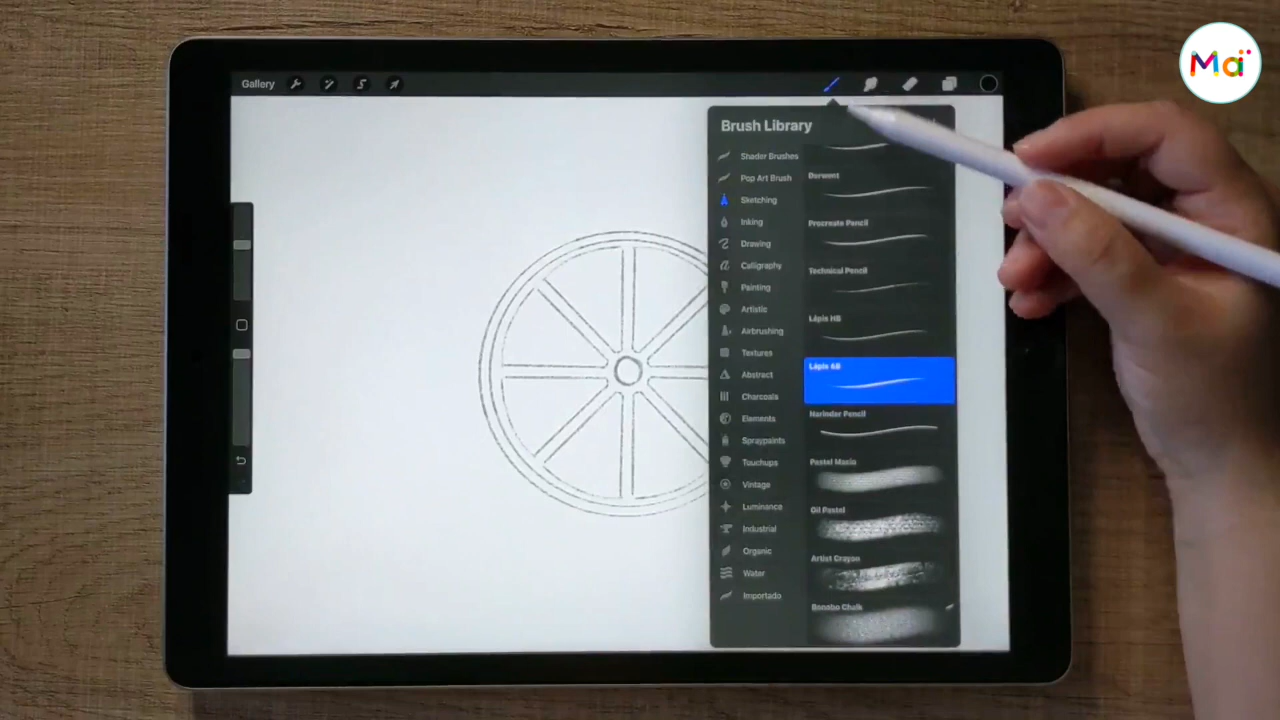 Mai
Gallery
Brush Library
Shader Brushes
Pop Art Brush
Sketching
Inking
Drawing
Calligraphy
Painting
Artistic
Airbrushing
Textures
Abstract
Charcoals
Elements
Spraypaints
Touchups
Vintage
Luminance
Industrial
Organic
Water
Importado
Derwent
Procreate Pencil
Technical Pencil
Lápis HB
Lápis 6B
Narinder Pencil
Pastel Macio
Oil Pastel
Artist Crayon
Bonobo Chalk